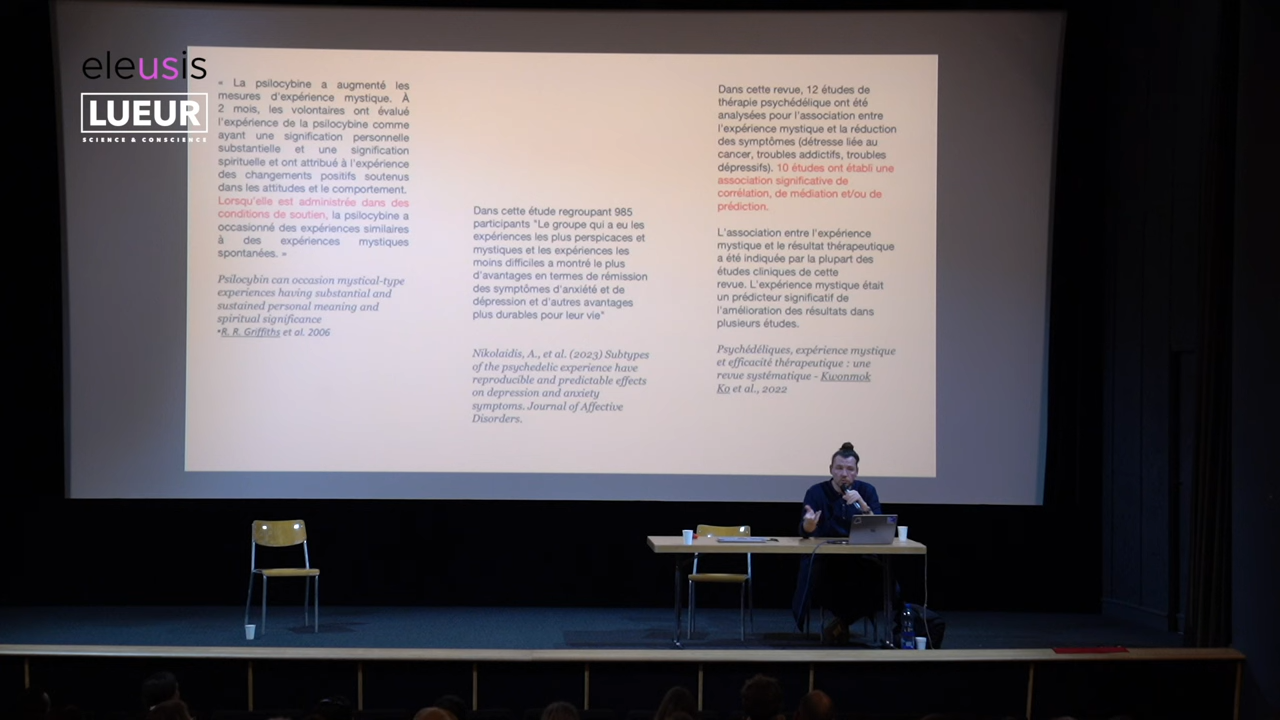 eleusis
LUEUR
SCIENCE & CONSCIENCE
« La psilocybine a augmenté les
mesures d'expérience mystique. À
2 mois, les volontaires ont évalué
l'expérience de la psilocybine comme
ayant une signification personnelle
substantielle et une signification
spirituelle et ont attribué à l'expérience
des changements positifs soutenus
dans les attitudes et le comportement.
Lorsqu'elle est administrée dans des
conditions de soutien, la psilocybine a
occasionné des expériences similaires
à des expériences mystiques
spontanées. »
Psilocybin can occasion mystical-type
experiences having substantial and
sustained personal meaning and
spiritual significance
•R. R. Griffiths et al. 2006
Dans cette étude regroupant 985
participants "Le groupe qui a eu les
expériences les plus perspicaces et
mystiques et les expériences les
moins difficiles a montré le plus
d'avantages en termes de rémission
des symptômes d'anxiété et de
dépression et d'autres avantages
plus durables pour leur vie"
Nikolaidis, A., et al. (2023) Subtypes
of the psychedelic experience have
reproducible and predictable effects
on depression and anxiety
symptoms. Journal of Affective
Disorders.
Dans cette revue, 12 études de
thérapie psychédélique ont été
analysées pour l'association entre
l'expérience mystique et la réduction
des symptômes (détresse liée au
cancer, troubles addictifs, troubles
dépressifs). 10 études ont établi une
association significative de
corrélation, de médiation et/ou de
prédiction.
L'association entre l'expérience
mystique et le résultat thérapeutique
a été indiquée par la plupart des
études cliniques de cette
revue. L'expérience mystique était
un prédicteur significatif de
l'amélioration des résultats dans
plusieurs études.
Psychédéliques, expérience mystique
et efficacité thérapeutique : une
revue systématique - Kwonmok
Ko et al., 2022